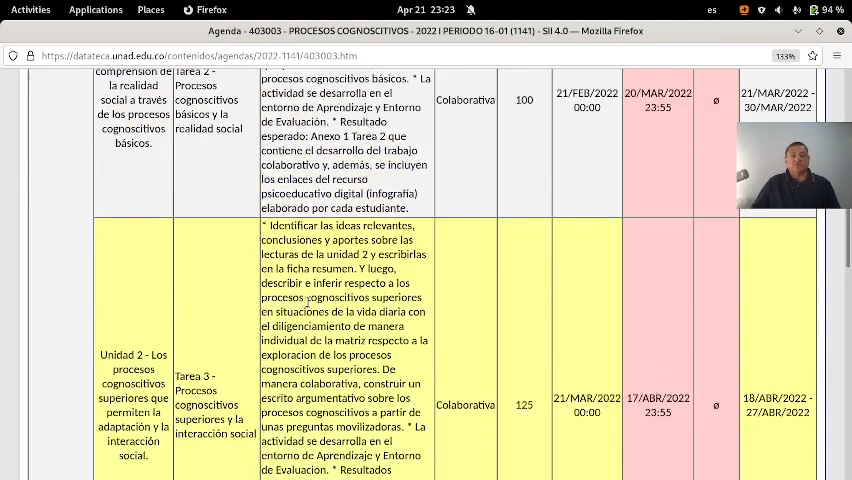 Activities Applications Places Firefox Apr 21 23:23 es 94 %
Agenda - 403003 - PROCESOS COGNOSCITIVOS - 2022 I PERIODO 16-01 (1141) - SII 4.0 — Mozilla Firefox
https://datateca.unad.edu.co/contenidos/agendas/2022-1141/403003.htm 133%
comprensión de
la realidad
social a través
de los procesos
cognoscitivos
básicos.
Tarea 2 -
Procesos
cognoscitivos
básicos y la
realidad social
procesos cognoscitivos básicos. * La
actividad se desarrolla en el
entorno de Aprendizaje y Entorno
de Evaluación. * Resultado
esperado: Anexo 1 Tarea 2 que
contiene el desarrollo del trabajo
colaborativo y, además, se incluyen
los enlaces del recurso
psicoeducativo digital (infografía)
elaborado por cada estudiante.
Colaborativa
100
21/FEB/2022
00:00
20/MAR/2022
23:55
ø
21/MAR/2022 -
30/MAR/2022
Unidad 2 - Los
procesos
cognoscitivos
superiores que
permiten la
adaptación y la
interacción
social.
Tarea 3 -
Procesos
cognoscitivos
superiores y la
interacción social
* Identificar las ideas relevantes,
conclusiones y aportes sobre las
lecturas de la unidad 2 y escribirlas
en la ficha resumen. Y luego,
describir e inferir respecto a los
procesos cognoscitivos superiores
en situaciones de la vida diaria con
el diligenciamiento de manera
individual de la matriz respecto a la
exploracion de los procesos
cognoscitivos superiores. De
manera colaborativa, construir un
escrito argumentativo sobre los
procesos cognoscitivos a partir de
unas preguntas movilizadoras. * La
actividad se desarrolla en el
entorno de Aprendizaje y Entorno
de Evaluacion. * Resultados
Colaborativa
125
21/MAR/2022
00:00
17/ABR/2022
23:55
ø
18/ABR/2022 -
27/ABR/2022